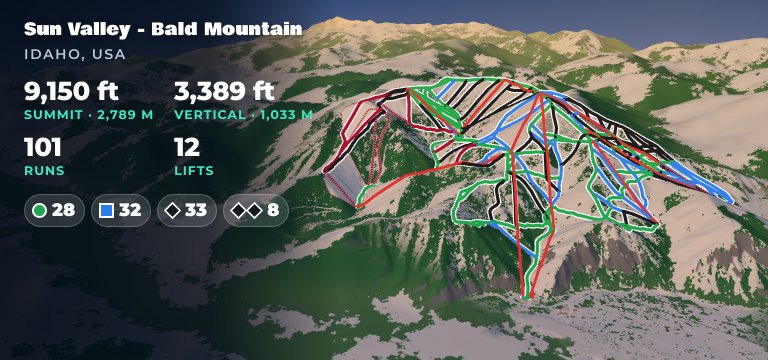 Sun Valley - Bald Mountain
IDAHO, USA
9,150 ft 3,389 ft
SUMMIT · 2,789 M VERTICAL · 1,033 M
101 12
RUNS LIFTS
28 32 33 8